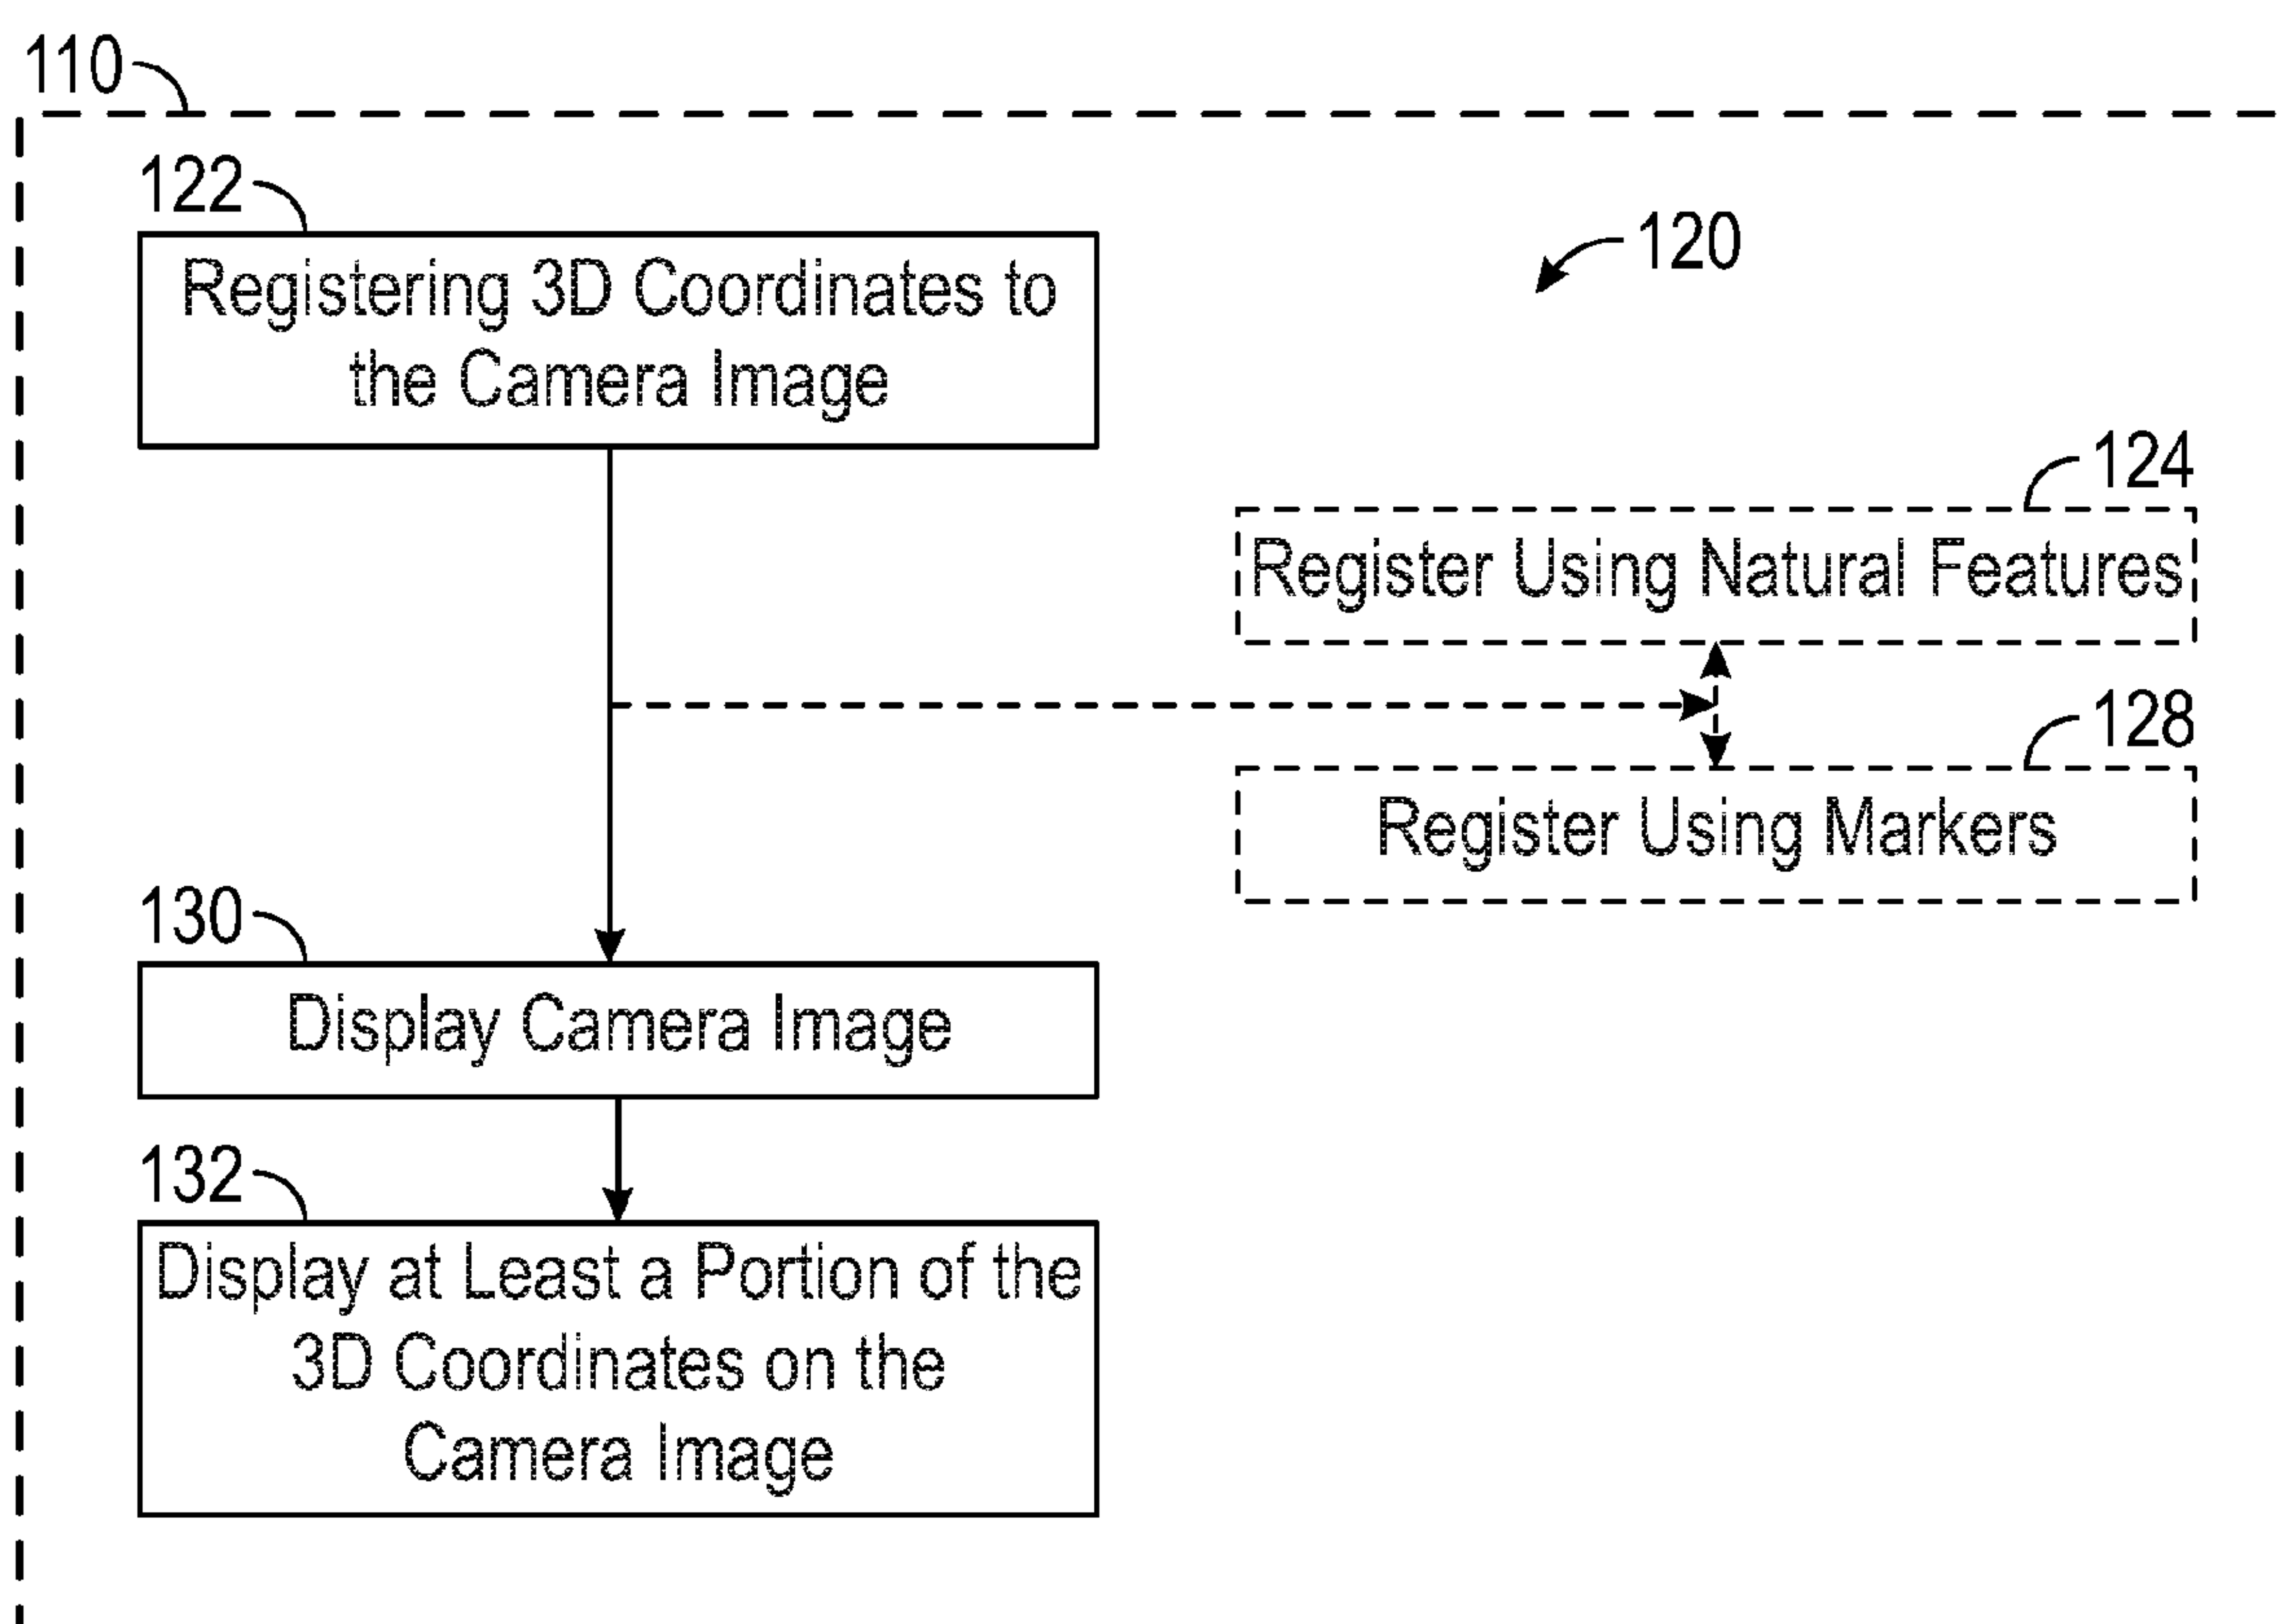 110
122
Registering 3D Coordinates to
the Camera Image
120
124
Register Using Natural Features
128
Register Using Markers
130
Display Camera Image
132
Display at Least a Portion of the
3D Coordinates on the
Camera Image